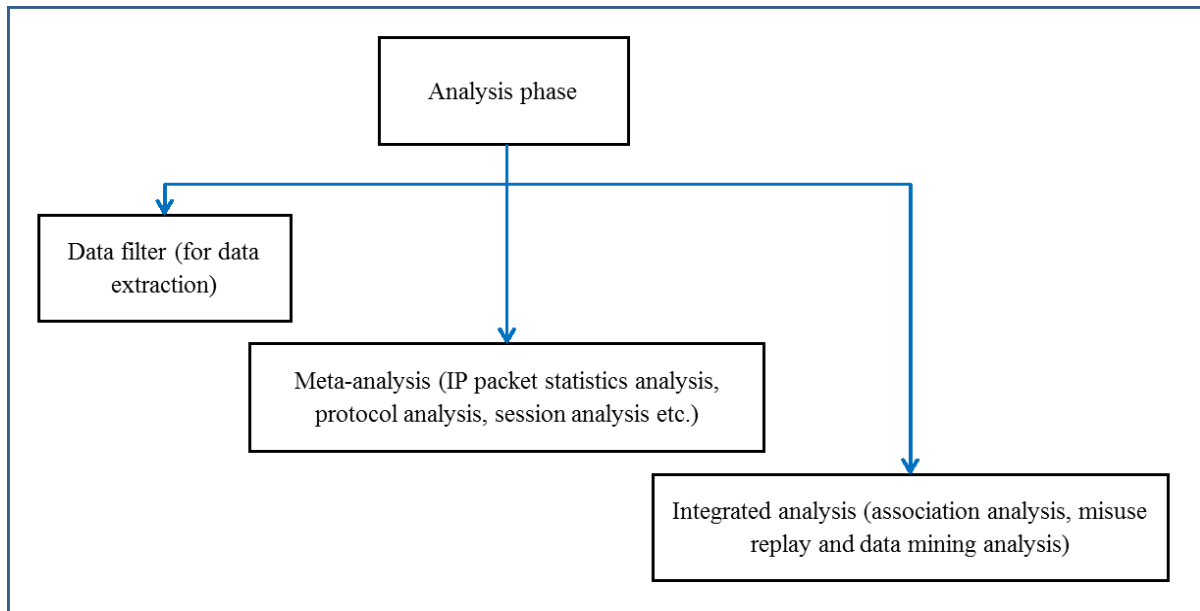 Analysis phase
Data filter (for data
extraction)
Meta-analysis (IP packet statistics analysis,
protocol analysis, session analysis etc.)
Integrated analysis (association analysis, misuse
replay and data mining analysis)